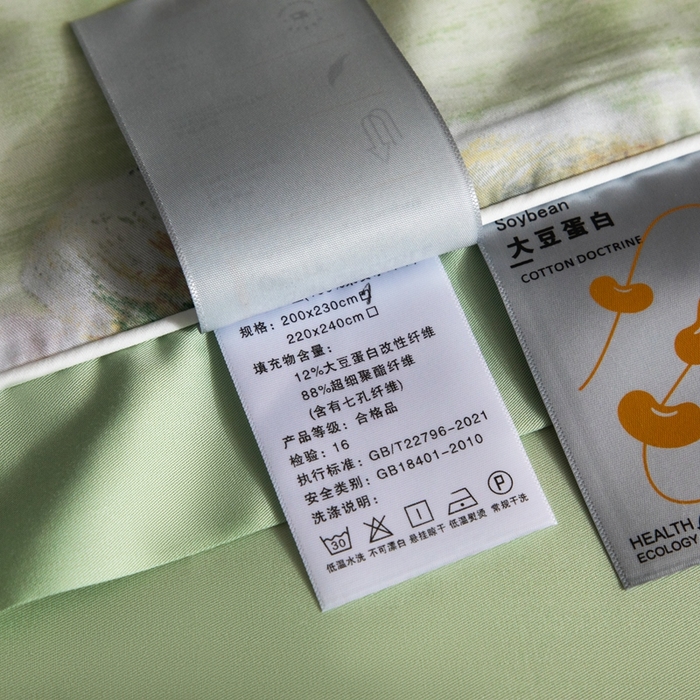 规格：200x230cm
220x240cm
填充物含量：
12%大豆蛋白改性纤维
88%超细聚酯纤维
(含有七孔纤维)
产品等级：合格品
检验：16
执行标准：GB/T22796-2021
安全类别：GB18401-2010
洗涤说明：
30 P
低温水洗 不可漂白 悬挂晾干 低温熨烫 常规干洗
Soybean
大豆蛋白
COTTON DOCTRINE
HEALTH
ECOLOGY